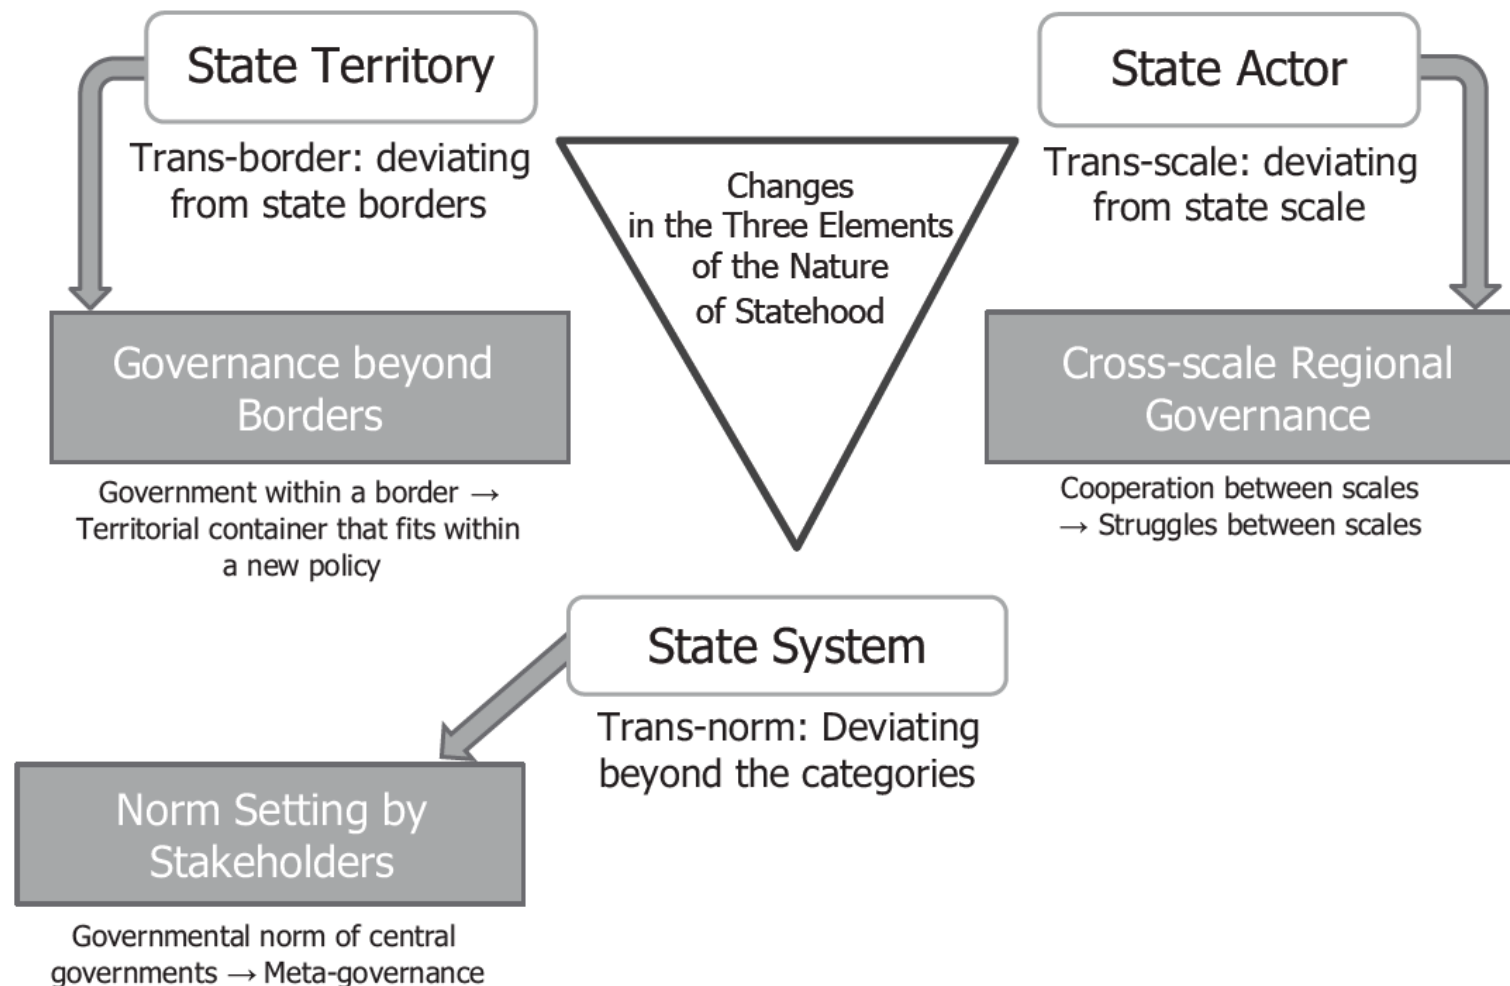 State Territory
Trans-border: deviating
from state borders
Governance beyond
Borders
Government within a border →
Territorial container that fits within
a new policy
Changes
in the Three Elements
of the Nature
of Statehood
State Actor
Trans-scale: deviating
from state scale
Cross-scale Regional
Governance
Cooperation between scales
→ Struggles between scales
State System
Trans-norm: Deviating
beyond the categories
Norm Setting by
Stakeholders
Governmental norm of central
governments → Meta-governance